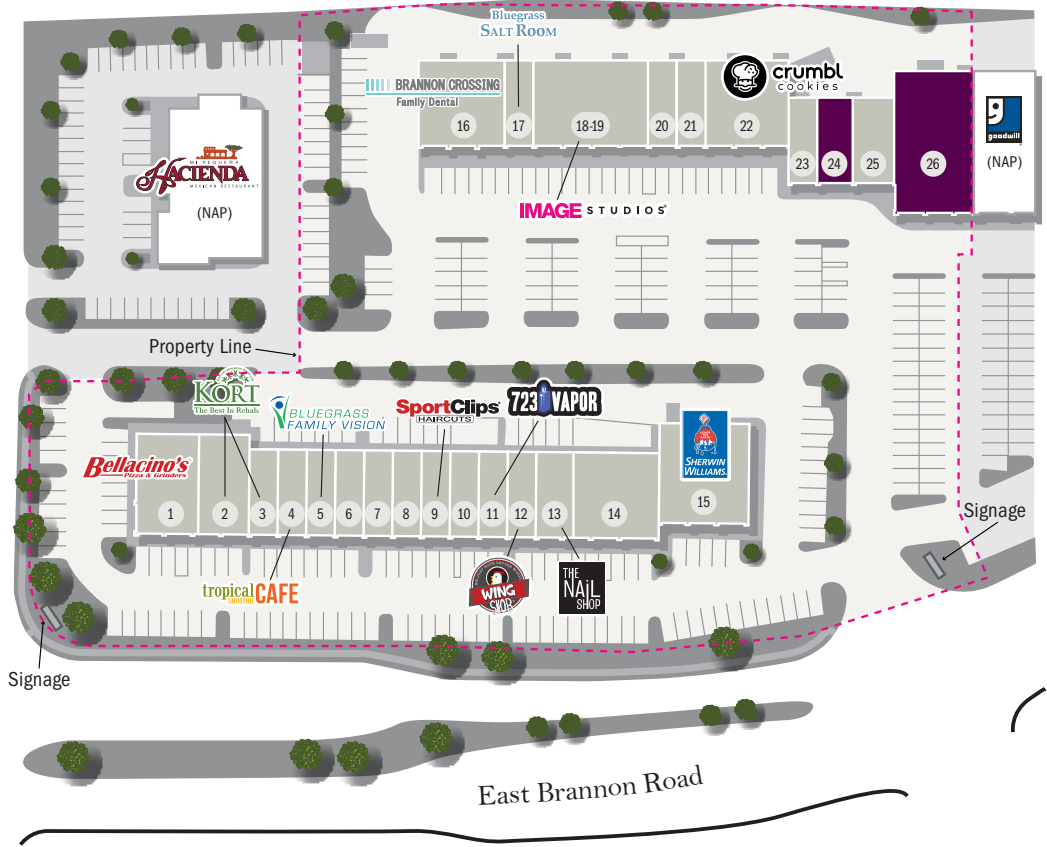 Bluegrass
SALT ROOM
BRANNON CROSSING
Family Dental
crumbl
cookies
16
17
18-19
20
21
22
23
24
25
26
goodwill
(NAP)
MI PEQUEÑA
HACIENDA
MEXICAN RESTAURANT
(NAP)
IMAGE STUDIOS
Property Line
KORT
The Best In Rehab.
BLUEGRASS
FAMILY VISION
SportClips
HAIRCUTS
723 VAPOR
SHERWIN
WILLIAMS.
Bellacino's
Pizza & Grinders
1
2
3
4
5
6
7
8
9
10
11
12
13
14
15
Signage
tropical
SMOOTHIE
CAFE
WING
SNOB
THE
NAIL
SHOP
Signage
East Brannon Road